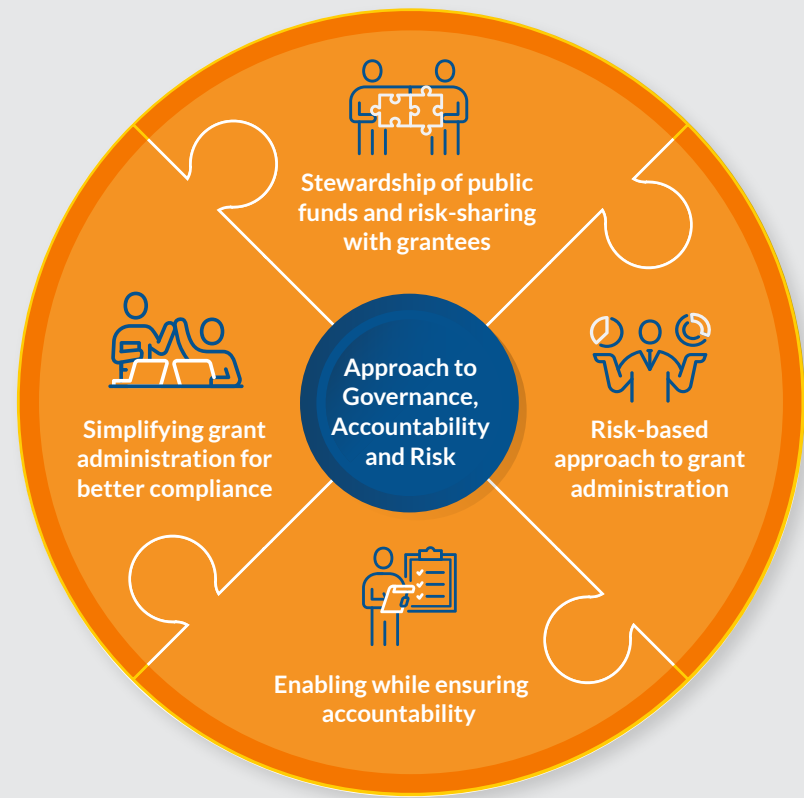 Stewardship of public
funds and risk-sharing
with grantees
Simplifying grant
administration for
better compliance
Approach to
Governance,
Accountability
and Risk
Risk-based
approach to grant
administration
Enabling while ensuring
accountability